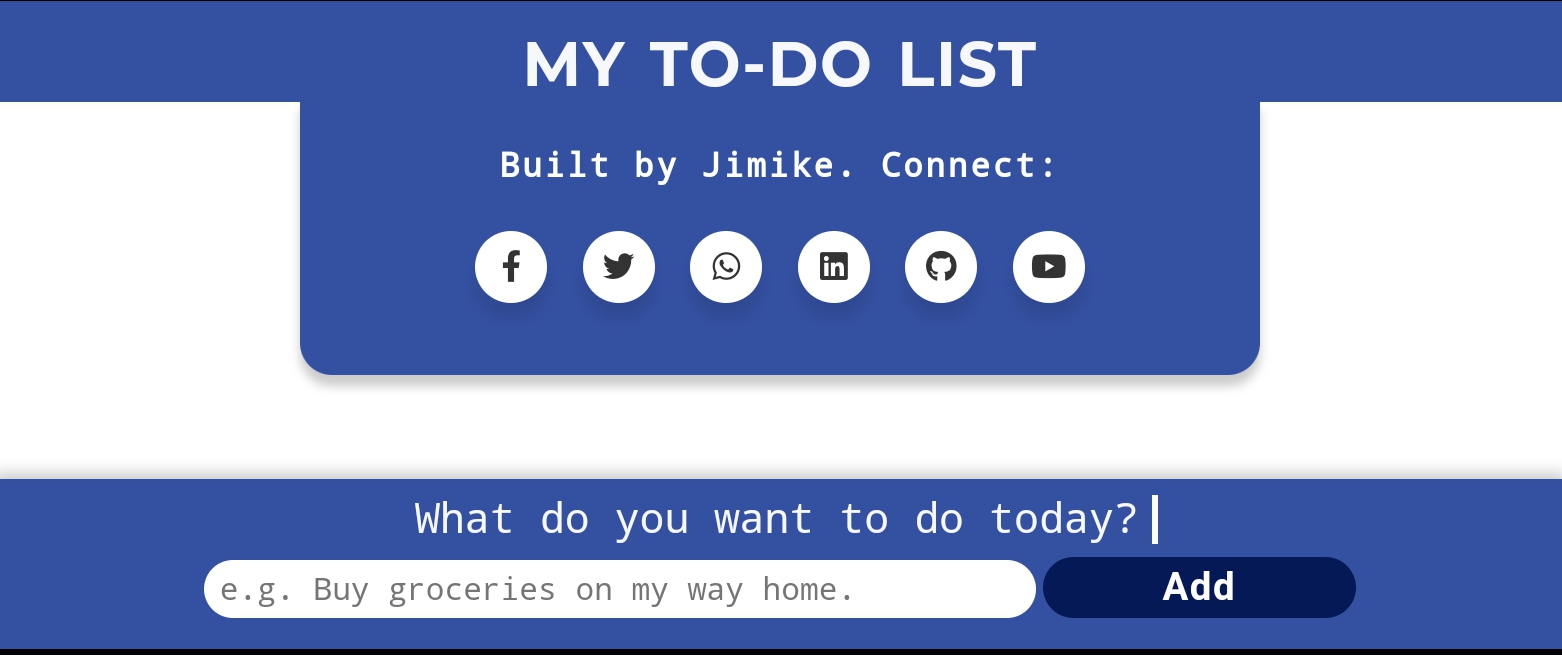 MY TO-DO LIST
Built by Jimike. Connect:
What do you want to do today?
e.g. Buy groceries on my way home.
Add